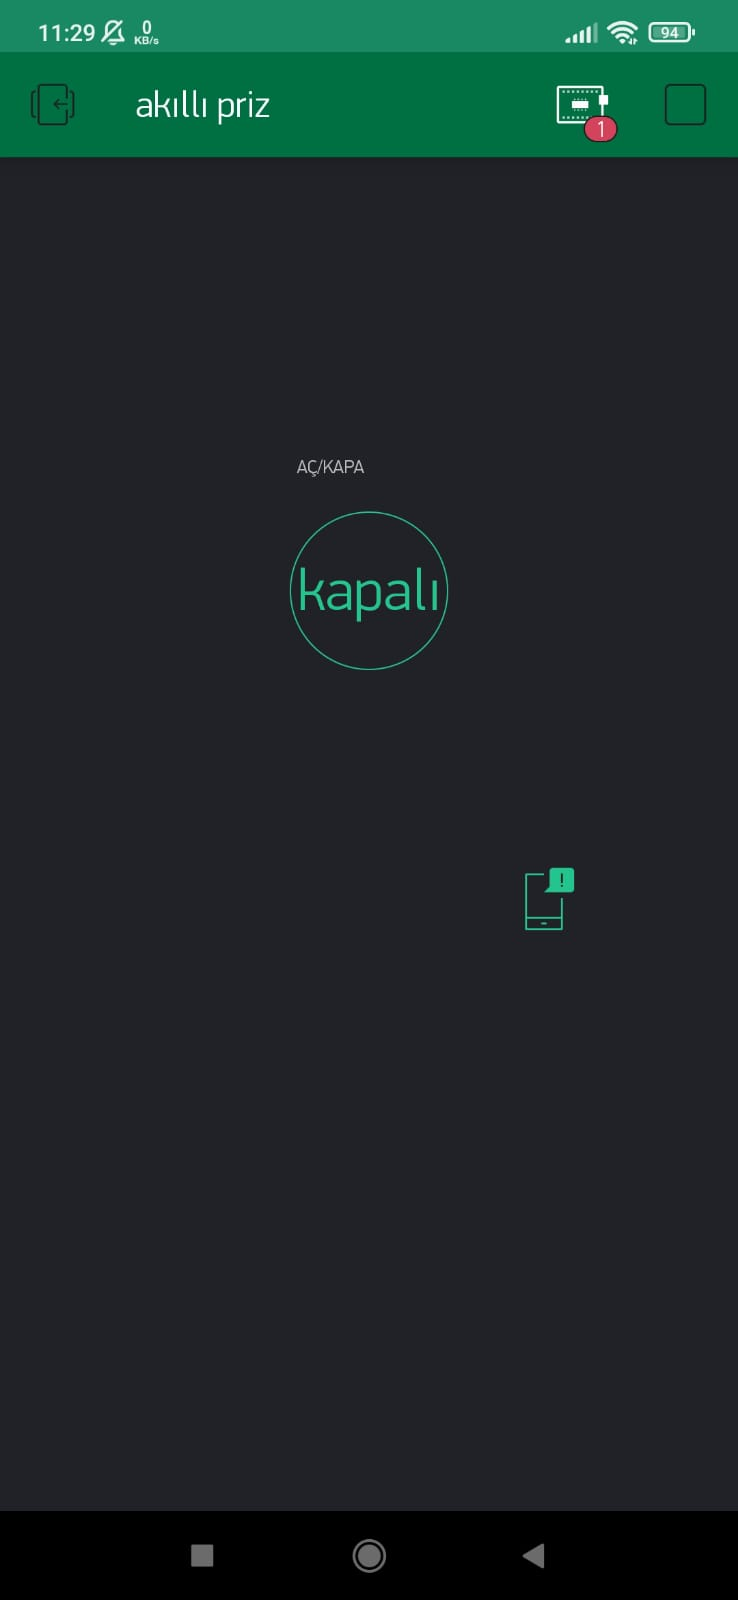 11:29 0 KB/s 94
akıllı priz
1
AÇ/KAPA
kapalı
!